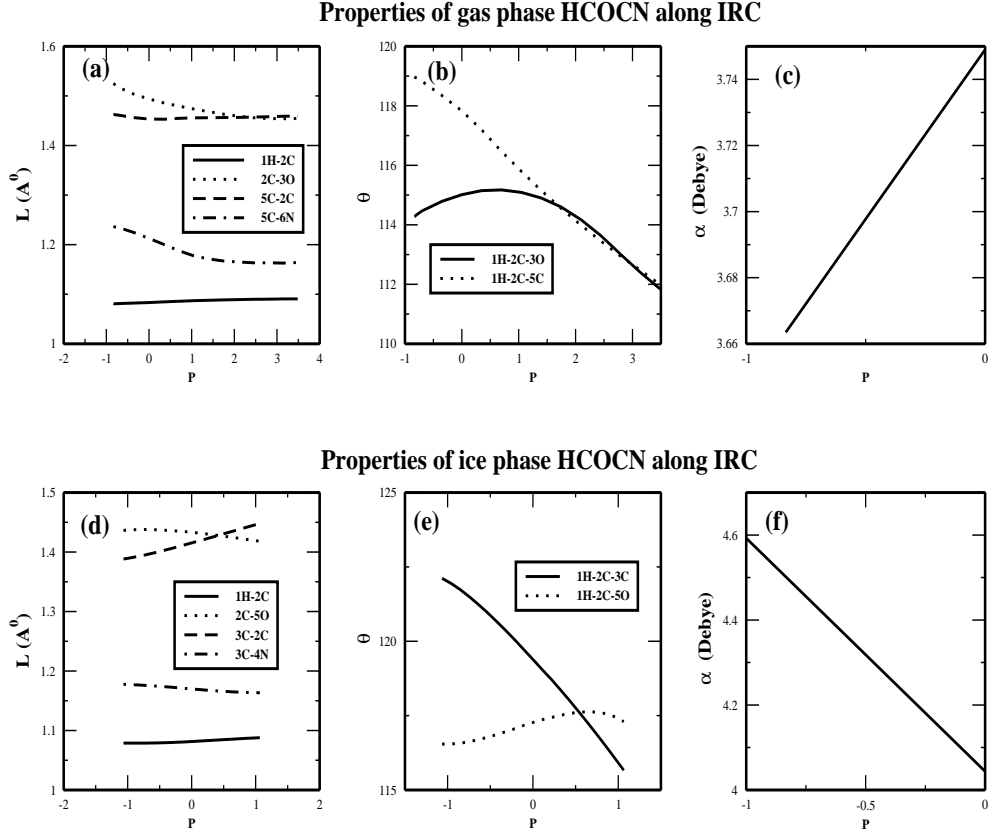 Properties of gas phase HCOCN along IRC
(a)
L (A⁰)
1.6
1.4
1.2
1
1H-2C
2C-3O
5C-2C
5C-6N
-2 -1 0 1 2 3 4
P
(b)
θ
120
118
116
114
112
110
1H-2C-3O
1H-2C-5C
-1 0 1 2 3
P
(c)
α (Debye)
3.74
3.72
3.7
3.68
3.66
-1 -0.5 0
P
Properties of ice phase HCOCN along IRC
(d)
L (A⁰)
1.5
1.4
1.3
1.2
1.1
1
1H-2C
2C-5O
3C-2C
3C-4N
-2 -1 0 1 2
P
(e)
θ
125
120
115
1H-2C-3C
1H-2C-5O
-1 0 1
P
(f)
α (Debye)
4.6
4.4
4.2
4
-1 -0.5 0
P